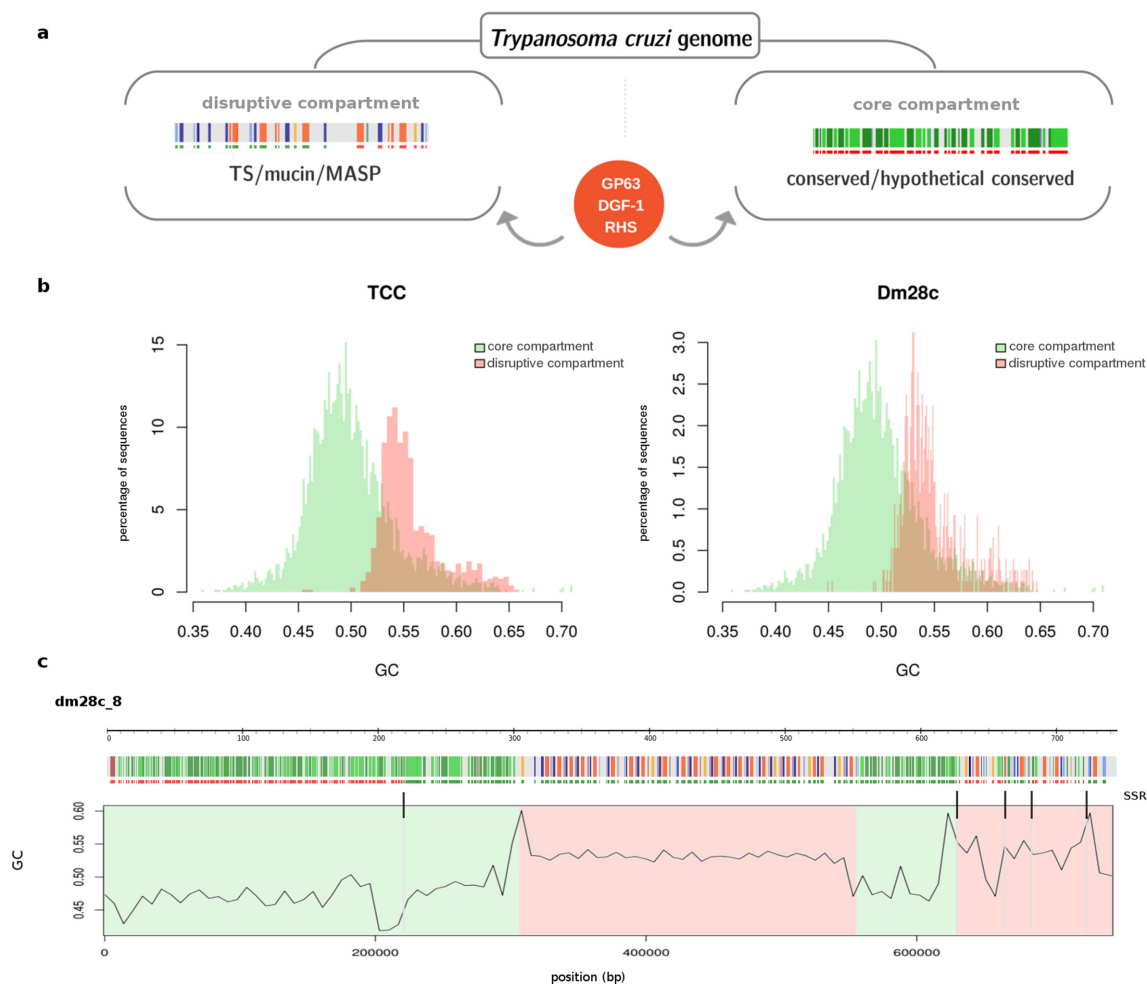 a
Trypanosoma cruzi genome
disruptive compartment
TS/mucin/MASP
core compartment
conserved/hypothetical conserved
GP63
DGF-1
RHS
b
TCC
percentage of sequences
15
10
5
0
core compartment
disruptive compartment
0.35 0.40 0.45 0.50 0.55 0.60 0.65 0.70
GC
Dm28c
percentage of sequences
3.0
2.5
2.0
1.5
1.0
0.5
0.0
core compartment
disruptive compartment
0.35 0.40 0.45 0.50 0.55 0.60 0.65 0.70
GC
c
dm28c_8
0 100 200 300 400 500 600 700
SSR
GC
0.60
0.55
0.50
0.45
0 200000 400000 600000
position (bp)